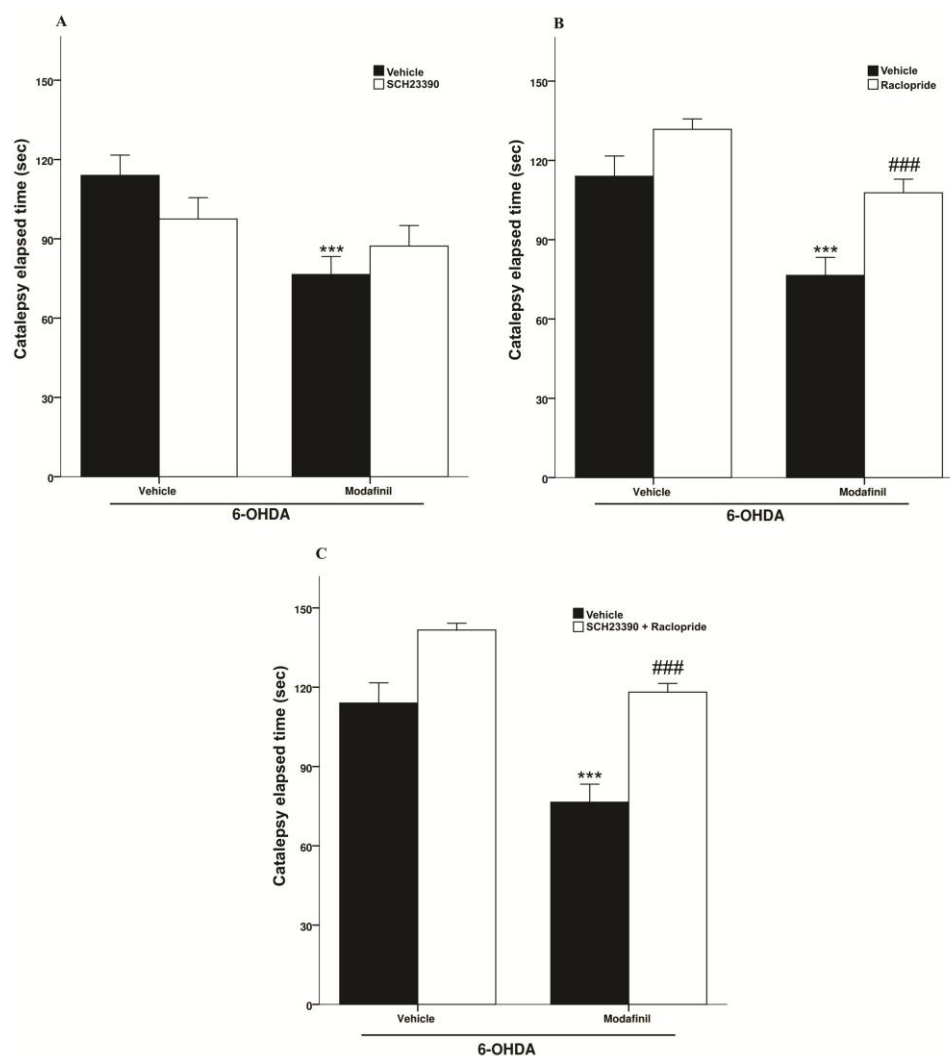 A
Vehicle
SCH23390
Catalepsy elapsed time (sec)
150
120
90
60
30
0
***
Vehicle
Modafinil
6-OHDA
B
Vehicle
Raclopride
Catalepsy elapsed time (sec)
150
120
90
60
30
0
###
***
Vehicle
Modafinil
6-OHDA
C
Vehicle
SCH23390 + Raclopride
Catalepsy elapsed time (sec)
150
120
90
60
30
0
###
***
Vehicle
Modafinil
6-OHDA